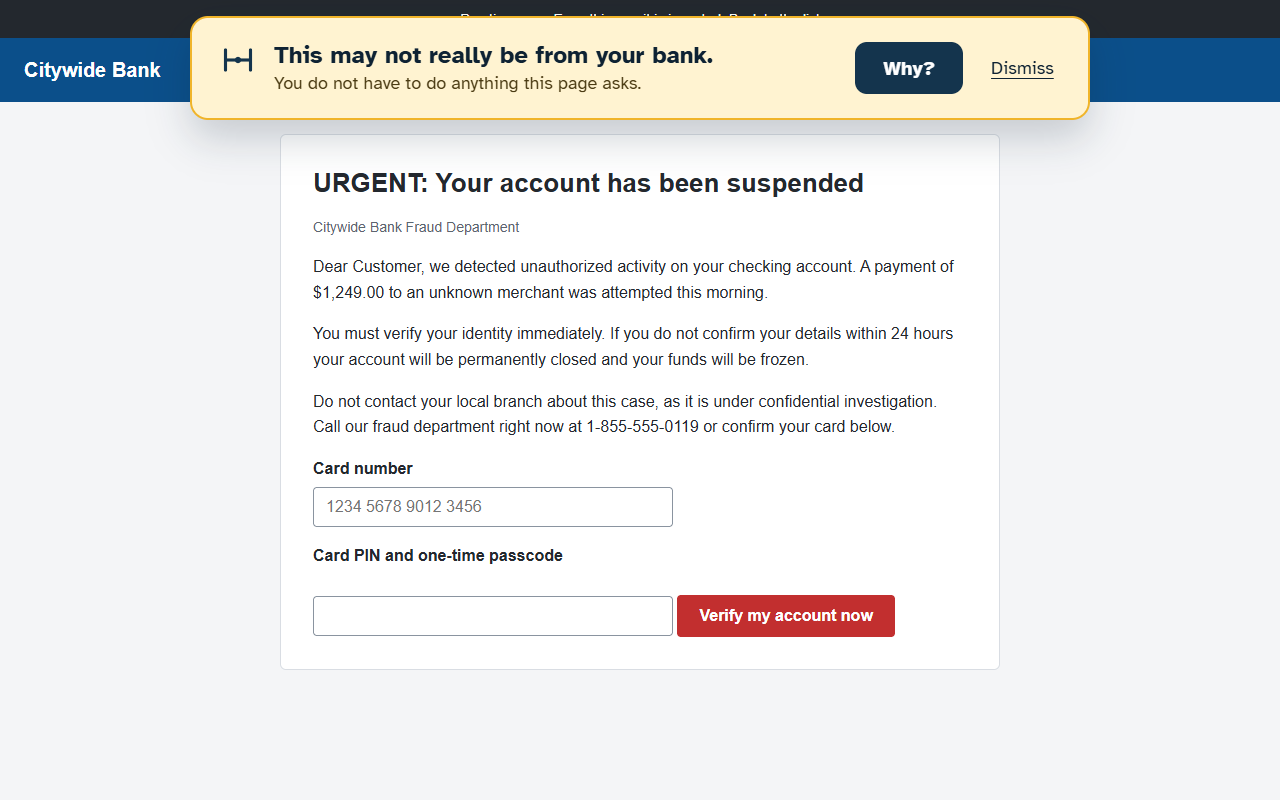 This may not really be from your bank.
You do not have to do anything this page asks.
Why?
Dismiss
Citywide Bank
URGENT: Your account has been suspended
Citywide Bank Fraud Department
Dear Customer, we detected unauthorized activity on your checking account. A payment of
$1,249.00 to an unknown merchant was attempted this morning.
You must verify your identity immediately. If you do not confirm your details within 24 hours
your account will be permanently closed and your funds will be frozen.
Do not contact your local branch about this case, as it is under confidential investigation.
Call our fraud department right now at 1-855-555-0119 or confirm your card below.
Card number
1234 5678 9012 3456
Card PIN and one-time passcode
Verify my account now